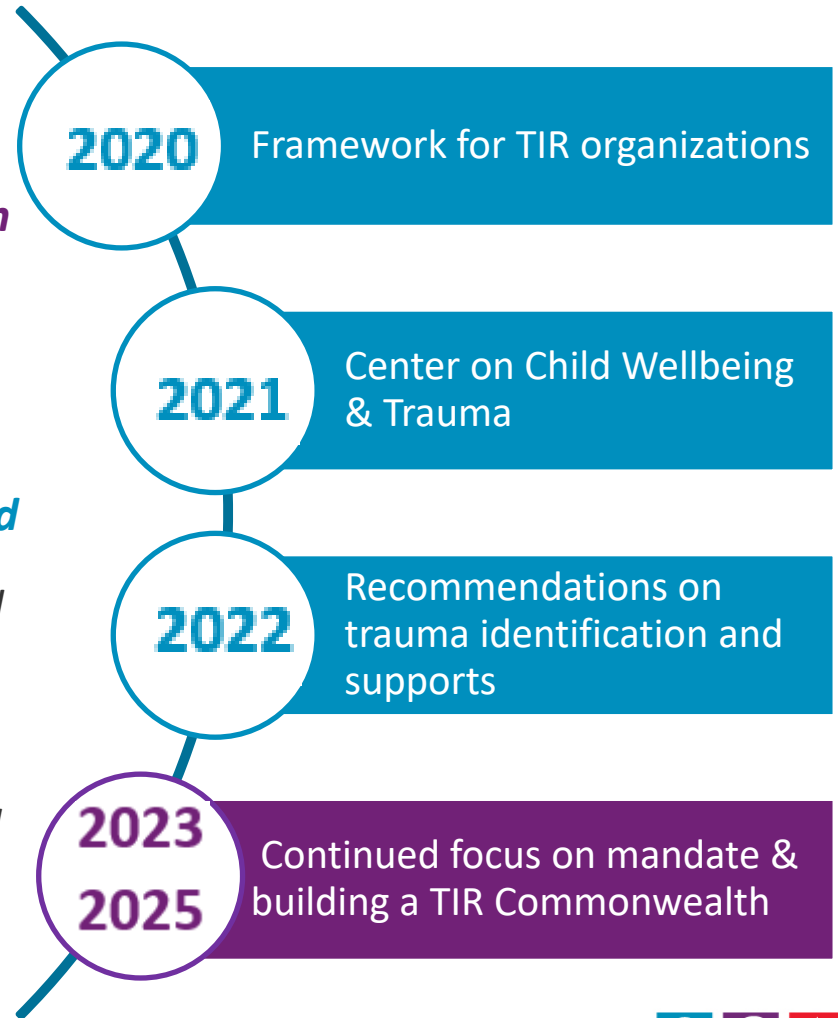 2020
Framework for TIR organizations
2021
Center on Child Wellbeing
& Trauma
2022
Recommendations on
trauma identification and
supports
2023
2025
Continued focus on mandate &
building a TIR Commonwealth